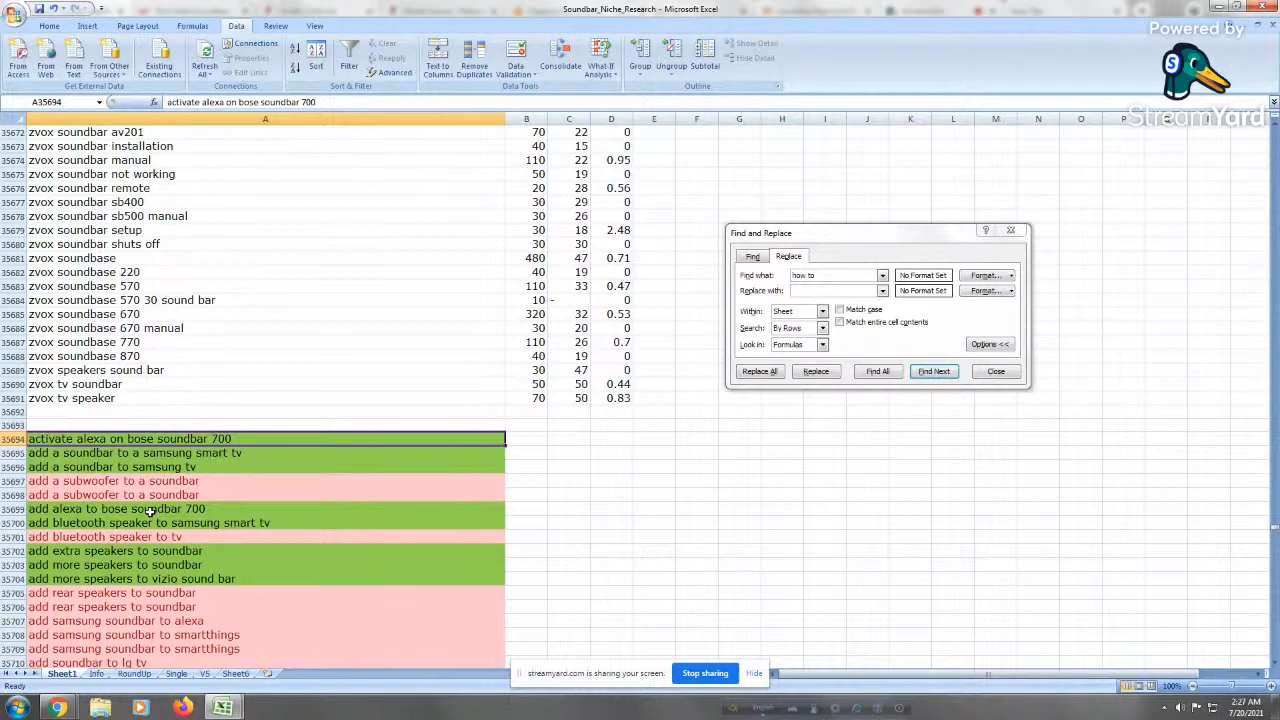 Soundbar_Niche_Research - Microsoft Excel
Home Insert Page Layout Formulas Data Review View
Powered by
StreamYard
From Access
From Web
From Text
From Other Sources
Existing Connections
Refresh All
Connections
Properties
Edit Links
Sort
Filter
Clear
Reapply
Advanced
Text to Columns
Remove Duplicates
Data Validation
Consolidate
What-If Analysis
Group
Ungroup
Subtotal
Show Detail
Hide Detail
Get External Data Connections Sort & Filter Data Tools Outline
A35694 fx activate alexa on bose soundbar 700
A B C D E F G H I J K L M N O P
35672 zvox soundbar av201 70 22 0
35673 zvox soundbar installation 40 15 0
35674 zvox soundbar manual 110 22 0.95
35675 zvox soundbar not working 50 19 0
35676 zvox soundbar remote 20 28 0.56
35677 zvox soundbar sb400 30 29 0
35678 zvox soundbar sb500 manual 30 26 0
35679 zvox soundbar setup 30 18 2.48
35680 zvox soundbar shuts off 30 30 0
35681 zvox soundbase 480 47 0.71
35682 zvox soundbase 220 40 19 0
35683 zvox soundbase 570 110 33 0.47
35684 zvox soundbase 570 30 sound bar 10 - 0
35685 zvox soundbase 670 320 32 0.53
35686 zvox soundbase 670 manual 30 20 0
35687 zvox soundbase 770 110 26 0.7
35688 zvox soundbase 870 40 19 0
35689 zvox speakers sound bar 30 47 0
35690 zvox tv soundbar 50 50 0.44
35691 zvox tv speaker 70 50 0.83
35692
35693
35694 activate alexa on bose soundbar 700
35695 add a soundbar to a samsung smart tv
35696 add a soundbar to samsung tv
35697 add a subwoofer to a soundbar
35698 add a subwoofer to a soundbar
35699 add alexa to bose soundbar 700
35700 add bluetooth speaker to samsung smart tv
35701 add bluetooth speaker to tv
35702 add extra speakers to soundbar
35703 add more speakers to soundbar
35704 add more speakers to vizio sound bar
35705 add rear speakers to soundbar
35706 add rear speakers to soundbar
35707 add samsung soundbar to alexa
35708 add samsung soundbar to smartthings
35709 add samsung soundbar to smartthings
35710 add soundbar to lg tv
Find and Replace
Find Replace
Find what: how to No Format Set Format...
Replace with: No Format Set Format...
Within: Sheet Match case
Search: By Rows Match entire cell contents
Look in: Formulas Options <<
Replace All Replace Find All Find Next Close
Sheet1 Info RoundUp Single VS Sheet6
streamyard.com is sharing your screen. Stop sharing Hide
Ready 100%
English
2:27 AM
7/20/2021